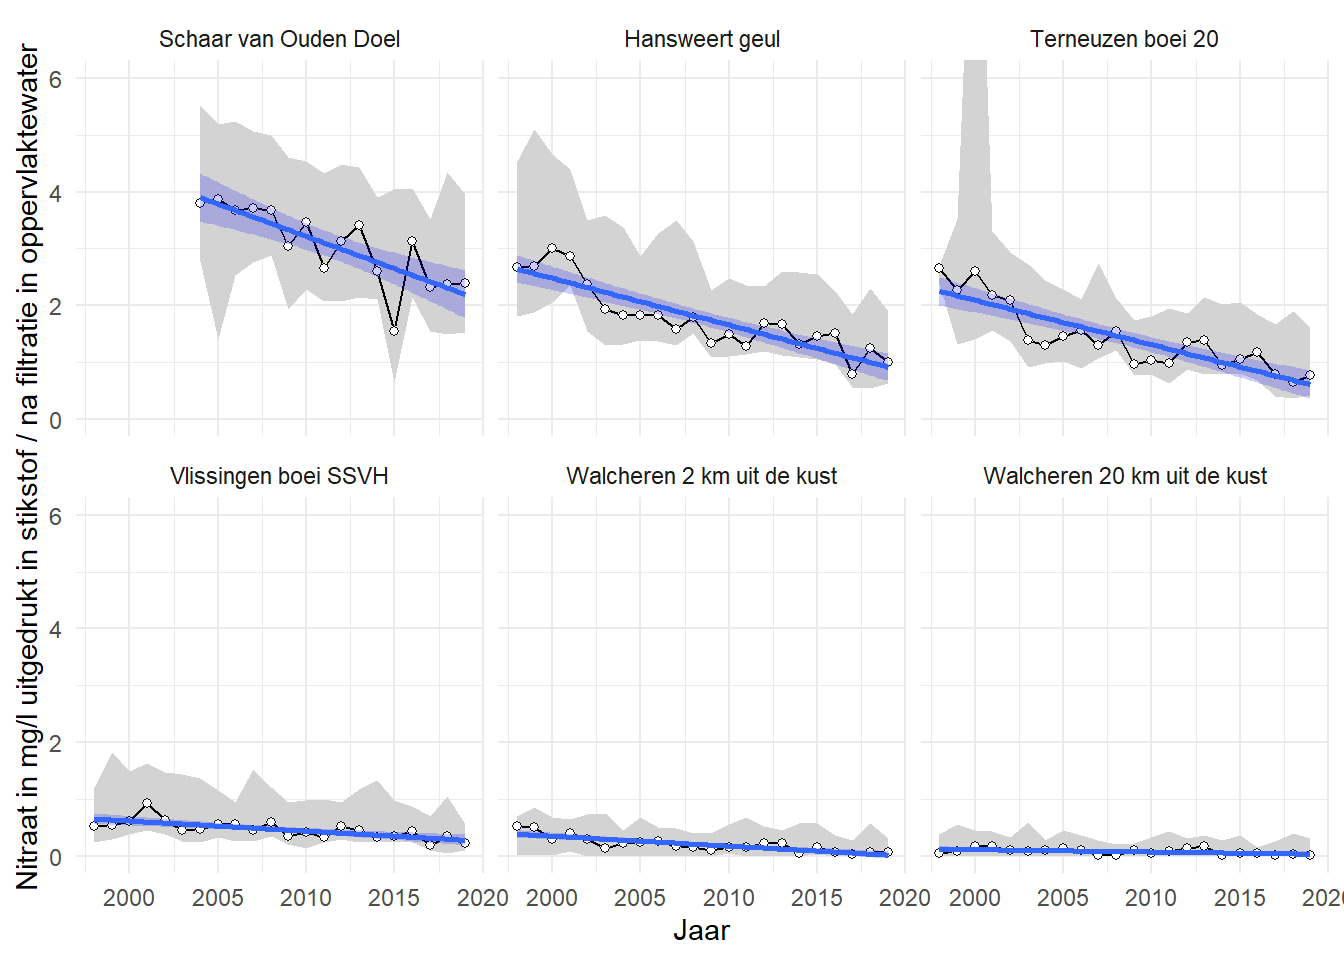 Schaar van Ouden Doel
Hansweert geul
Terneuzen boei 20
6
4
2
0
Vlissingen boei SSVH
Walcheren 2 km uit de kust
Walcheren 20 km uit de kust
6
4
2
0
2000 2005 2010 2015 2020
2000 2005 2010 2015 2020
2000 2005 2010 2015 2020
Jaar
Nitraat in mg/l uitgedrukt in stikstof / na filtratie in oppervlaktewater